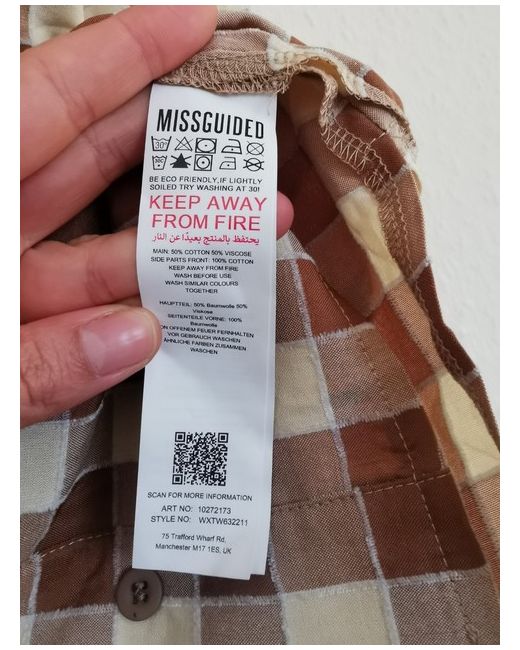 MISSGUIDED
30°
30C
BE ECO FRIENDLY,IF LIGHTLY
SOILED TRY WASHING AT 30!
KEEP AWAY
FROM FIRE
يحتفظ بالمنتج بعيدًا عن النار
MAIN: 50% COTTON 50% VISCOSE
SIDE PARTS FRONT: 100% COTTON
KEEP AWAY FROM FIRE
WASH BEFORE USE
WASH SIMILAR COLOURS
TOGETHER
HAUPTTEIL: 50% Baumwolle 50%
Viskose
SEITENTEILE VORNE: 100%
Baumwolle
VON OFFENEM FEUER FERNHALTEN
VOR GEBRAUCH WASCHEN
ÄHNLICHE FARBEN ZUSAMMEN
WASCHEN
SCAN FOR MORE INFORMATION
ART NO: 10272173
STYLE NO: WXTW632211
75 Trafford Wharf Rd,
Manchester M17 1ES, UK